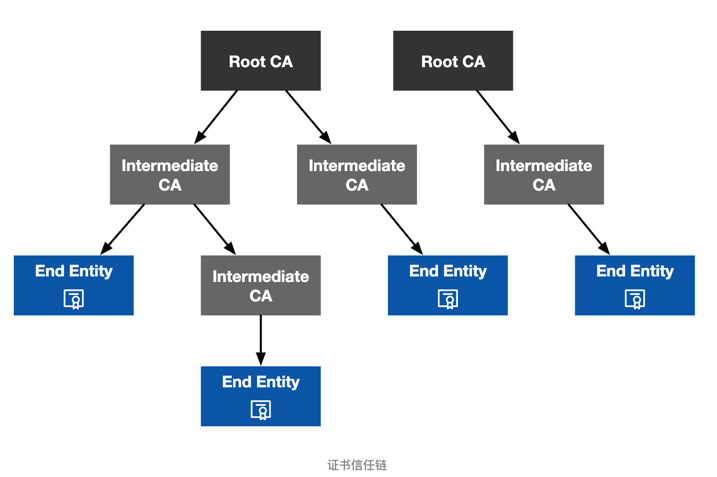 Root CA
Root CA
Intermediate
CA
Intermediate
CA
Intermediate
CA
End Entity
Intermediate
CA
End Entity
End Entity
End Entity
证书信任链